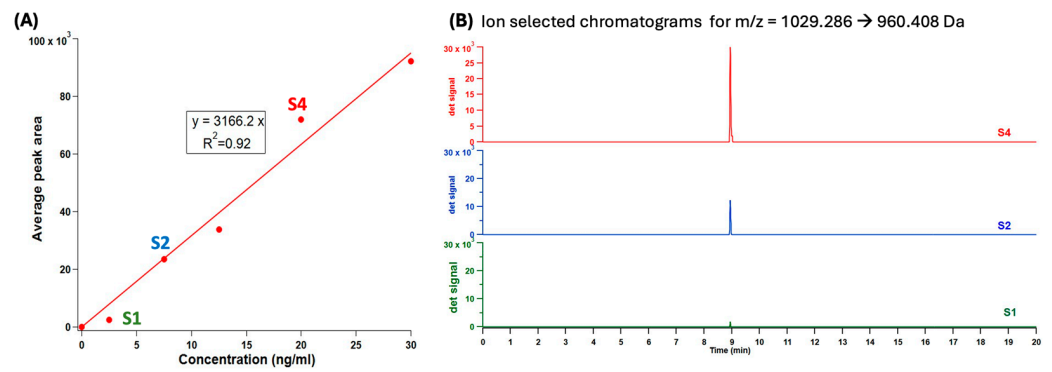 (A)
100 x 10³
80
60
40
20
0
Average peak area
S4
y = 3166.2 x
R²=0.92
S2
S1
0 5 10 15 20 25 30
Concentration (ng/ml)
(B) Ion selected chromatograms for m/z = 1029.286 → 960.408 Da
30 x 10³
25
20
15
10
5
0
det signal
S4
30 x 10³
20
10
0
det signal
S2
30 x 10³
20
10
0
det signal
S1
0 1 2 3 4 5 6 7 8 9 10 11 12 13 14 15 16 17 18 19 20
Time (min)